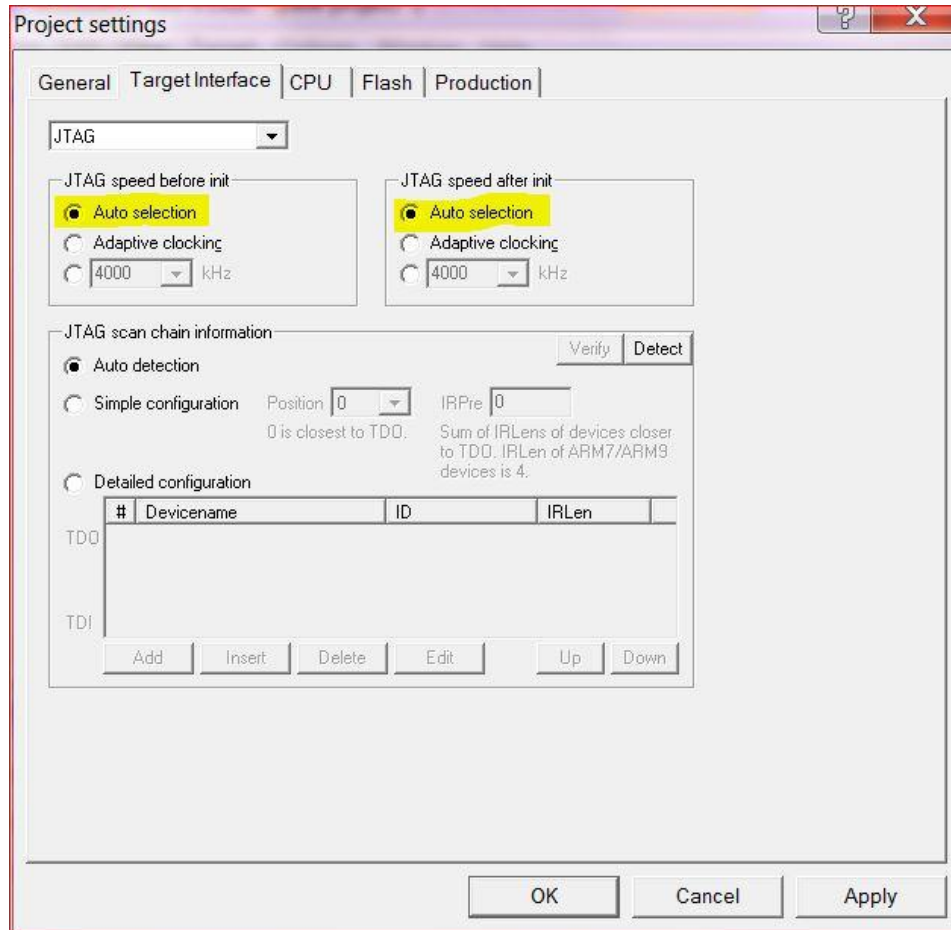 Project settings
General Target Interface CPU Flash Production
JTAG
JTAG speed before init
Auto selection
Adaptive clocking
4000 kHz
JTAG speed after init
Auto selection
Adaptive clocking
4000 kHz
JTAG scan chain information
Verify Detect
Auto detection
Simple configuration Position 0 IRPre 0
0 is closest to TDO.
Sum of IRLens of devices closer
to TDO. IRLen of ARM7/ARM9
devices is 4.
Detailed configuration
# Devicename ID IRLen
TDO
TDI
Add Insert Delete Edit Up Down
OK Cancel Apply